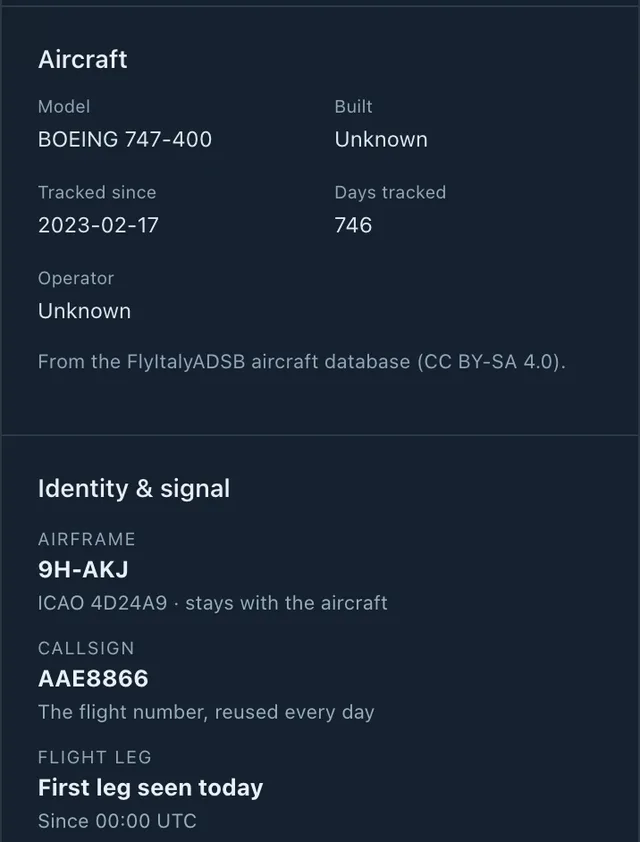 Aircraft
Model Built
BOEING 747-400 Unknown
Tracked since Days tracked
2023-02-17 746
Operator
Unknown
From the FlyItalyADSB aircraft database (CC BY-SA 4.0).
Identity & signal
AIRFRAME
9H-AKJ
ICAO 4D24A9 · stays with the aircraft
CALLSIGN
AAE8866
The flight number, reused every day
FLIGHT LEG
First leg seen today
Since 00:00 UTC